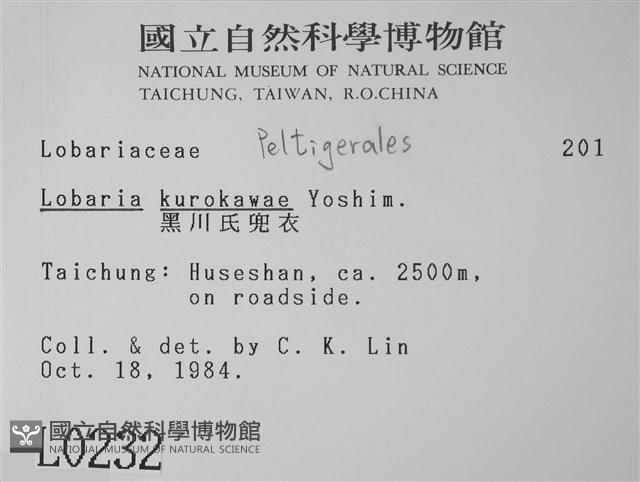 國立自然科學博物館
NATIONAL MUSEUM OF NATURAL SCIENCE
TAICHUNG, TAIWAN, R.O.CHINA
Lobariaceae Peltigerales 201
Lobaria kurokawae Yoshim.
黑川氏兜衣
Taichung: Huseshan, ca. 2500m,
on roadside.
Coll. & det. by C. K. Lin
Oct. 18, 1984.
國立自然科學博物館
NATIONAL MUSEUM OF NATURAL SCIENCE
L0232